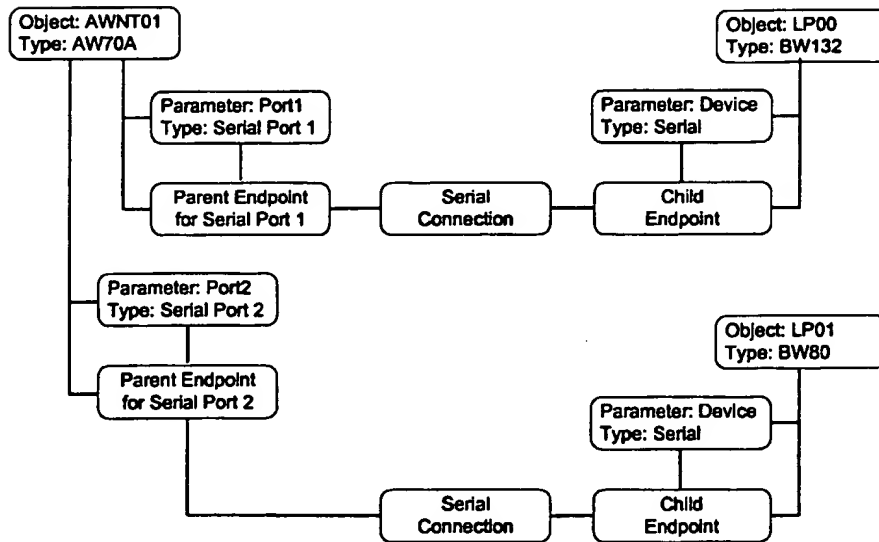 Object: AWNT01
Type: AW70A
Object: LP00
Type: BW132
Parameter: Port1
Type: Serial Port 1
Parameter: Device
Type: Serial
Parent Endpoint
for Serial Port 1
Serial
Connection
Child
Endpoint
Parameter: Port2
Type: Serial Port 2
Object: LP01
Type: BW80
Parent Endpoint
for Serial Port 2
Parameter: Device
Type: Serial
Serial
Connection
Child
Endpoint